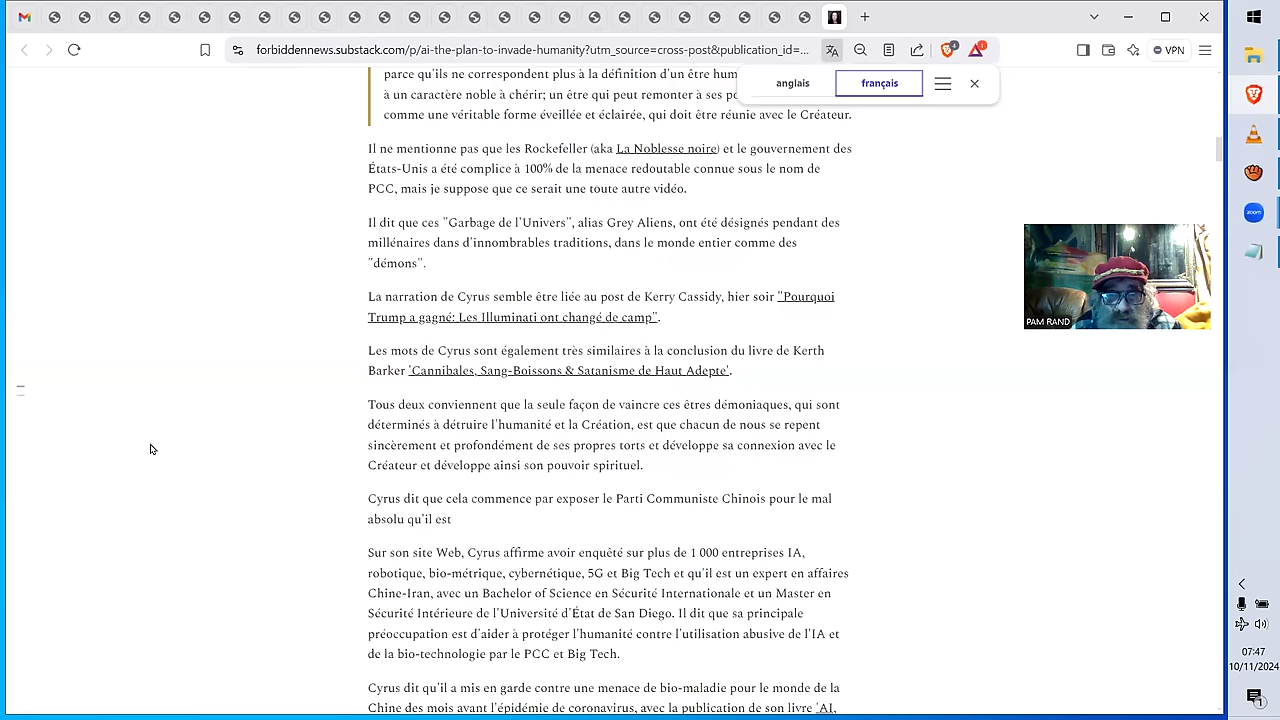 forbiddennews.substack.com/p/ai-the-plan-to-invade-humanity?utm_source=cross-post&publication_id=...
4
1
VPN
anglais
français
parce qu'ils ne correspondent plus à la définition d'un être hum
à un caractère noble à chérir; un être qui peut remonter à ses po
comme une véritable forme éveillée et éclairée, qui doit être réunie avec le Créateur.
Il ne mentionne pas que les Rockefeller (aka La Noblesse noire) et le gouvernement des
États-Unis a été complice à 100% de la menace redoutable connue sous le nom de
PCC, mais je suppose que ce serait une toute autre vidéo.
Il dit que ces "Garbage de l'Univers", alias Grey Aliens, ont été désignés pendant des
millénaires dans d'innombrables traditions, dans le monde entier comme des
"démons".
La narration de Cyrus semble être liée au post de Kerry Cassidy, hier soir "Pourquoi
Trump a gagné: Les Illuminati ont changé de camp".
Les mots de Cyrus sont également très similaires à la conclusion du livre de Kerth
Barker 'Cannibales, Sang-Boissons & Satanisme de Haut Adepte'.
Tous deux conviennent que la seule façon de vaincre ces êtres démoniaques, qui sont
déterminés à détruire l'humanité et la Création, est que chacun de nous se repent
sincèrement et profondément de ses propres torts et développe sa connexion avec le
Créateur et développe ainsi son pouvoir spirituel.
Cyrus dit que cela commence par exposer le Parti Communiste Chinois pour le mal
absolu qu'il est
Sur son site Web, Cyrus affirme avoir enquêté sur plus de 1 000 entreprises IA,
robotique, bio-métrique, cybernétique, 5G et Big Tech et qu'il est un expert en affaires
Chine-Iran, avec un Bachelor of Science en Sécurité Internationale et un Master en
Sécurité Intérieure de l'Université d'État de San Diego. Il dit que sa principale
préoccupation est d'aider à protéger l'humanité contre l'utilisation abusive de l'IA et
de la bio-technologie par le PCC et Big Tech.
Cyrus dit qu'il a mis en garde contre une menace de bio-maladie pour le monde de la
Chine des mois avant l'épidémie de coronavirus, avec la publication de son livre 'AI,
PAM RAND
zoom
07:47
10/11/2024
1